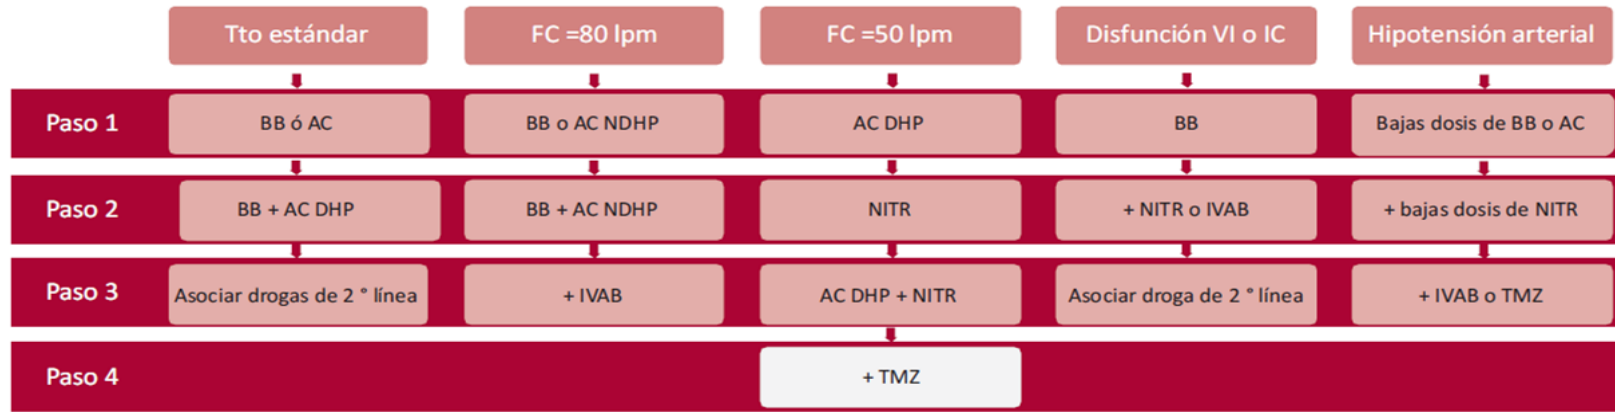 Tto estándar
FC =80 lpm
FC =50 lpm
Disfunción VI o IC
Hipotensión arterial
Paso 1
BB ó AC
BB o AC NDHP
AC DHP
BB
Bajas dosis de BB o AC
Paso 2
BB + AC DHP
BB + AC NDHP
NITR
+ NITR o IVAB
+ bajas dosis de NITR
Paso 3
Asociar drogas de 2 ° línea
+ IVAB
AC DHP + NITR
Asociar droga de 2 ° línea
+ IVAB o TMZ
Paso 4
+ TMZ